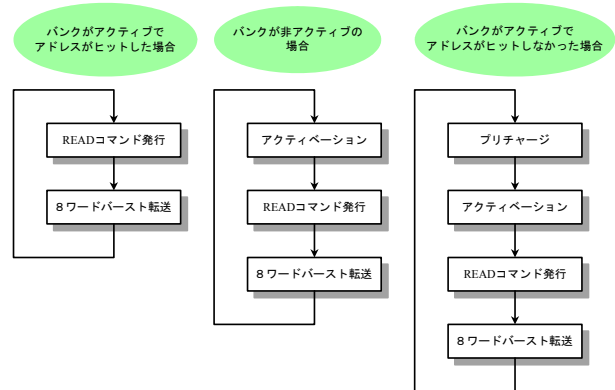 バンクがアクティブで
アドレスがヒットした場合
READコマンド発行
8ワードバースト転送
バンクが非アクティブの
場合
アクティベーション
READコマンド発行
8ワードバースト転送
バンクがアクティブで
アドレスがヒットしなかった場合
プリチャージ
アクティベーション
READコマンド発行
8ワードバースト転送